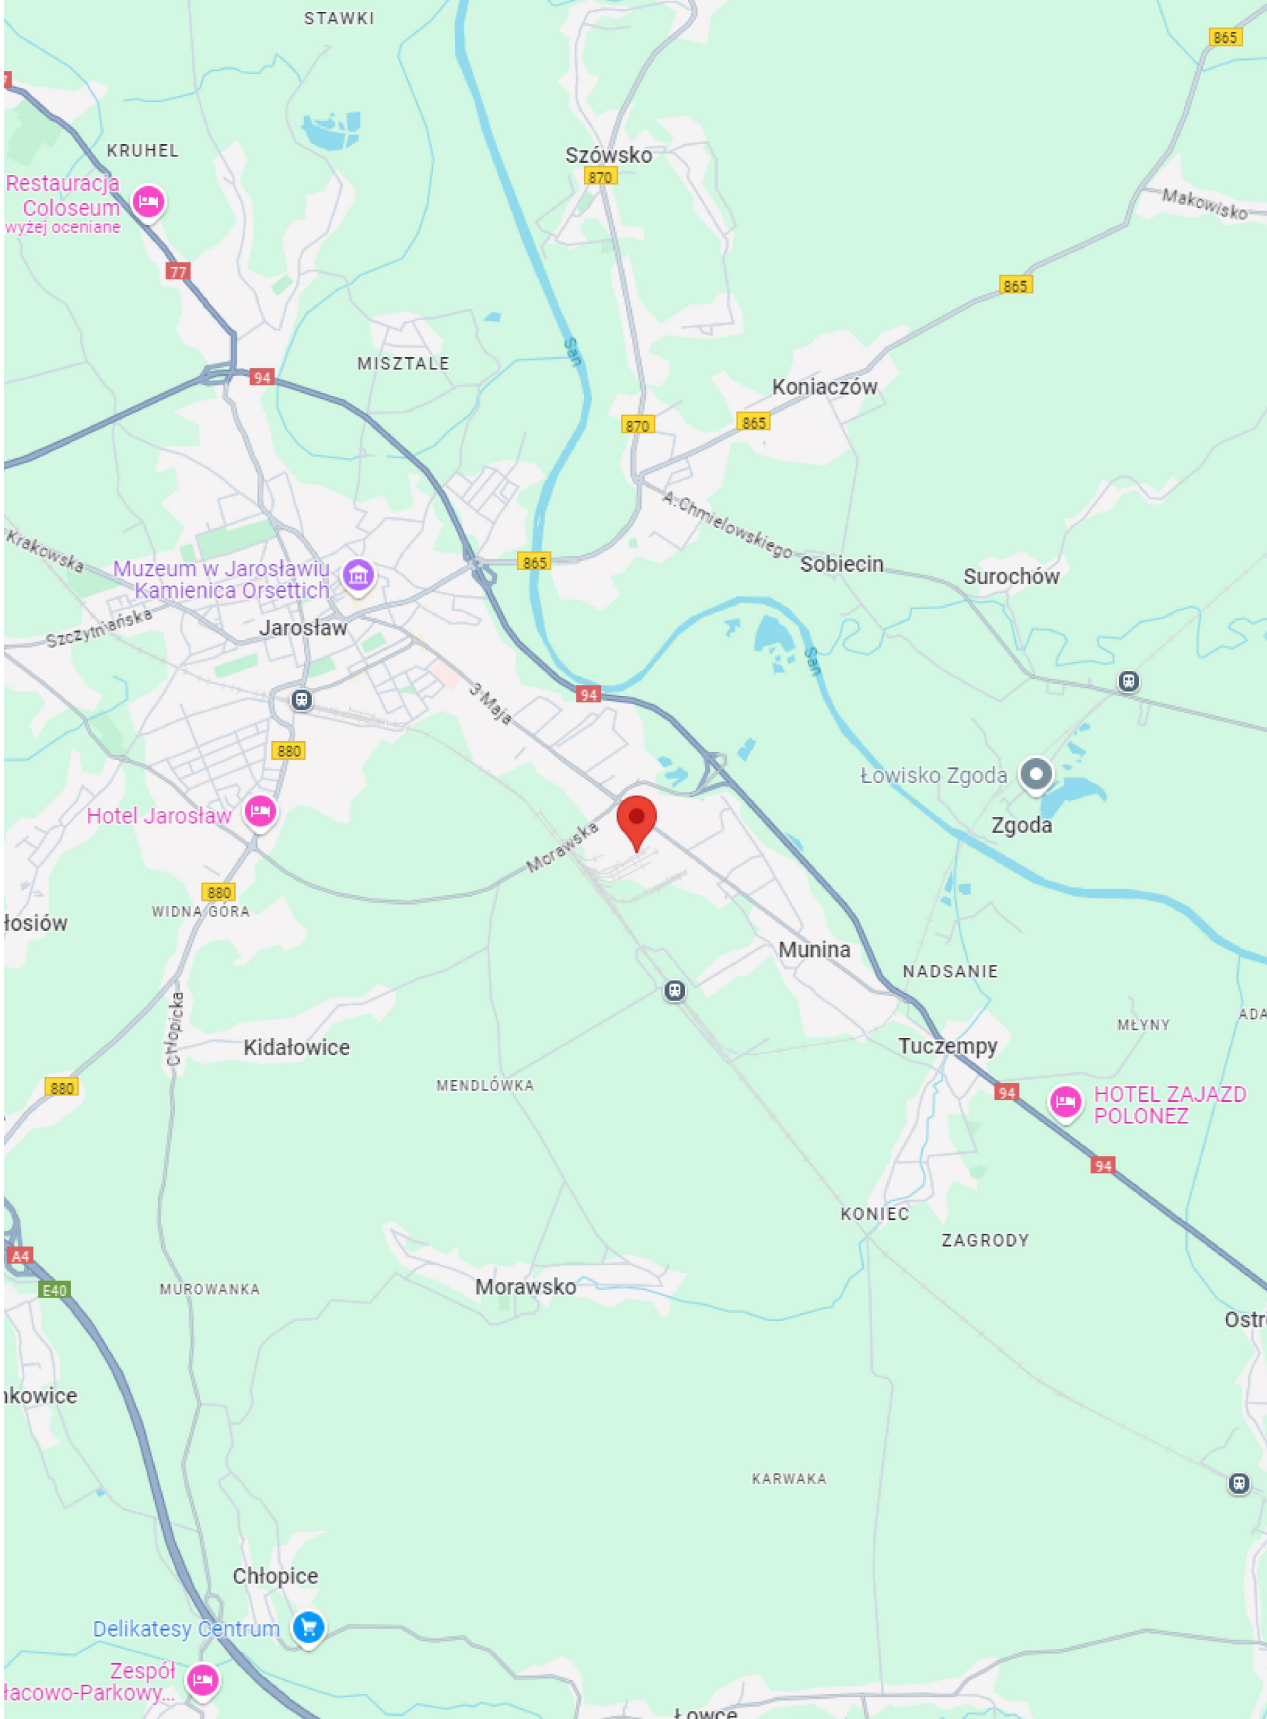 STAWKI
865
KRUHEL
Szówsko
870
Restauracja
Coloseum
wyżej oceniane
Makowisko
77
865
San
MISZTALE
94
Koniaczów
870
865
A. Chmielowskiego
Krakowska
865
Sobiecin
Muzeum w Jarosławiu
Kamienica Orsettich
Surochów
Szczytniańska
Jarosław
San
3 Maja
94
880
Łowisko Zgoda
Hotel Jarosław
Zgoda
Morawska
880
WIDNA GÓRA
łosiów
Munina
NADSANIE
Chłopicka
ADA
MŁYNY
Kidałowice
Tuczempy
880
MENDLÓWKA
94
HOTEL ZAJAZD
POLONEZ
94
KONIEC
ZAGRODY
A4
E40
MUROWANKA
Morawsko
Ostr
nkowice
KARWAKA
Chłopice
Delikatesy Centrum
Zespół
łacowo-Parkowy...
Łowce